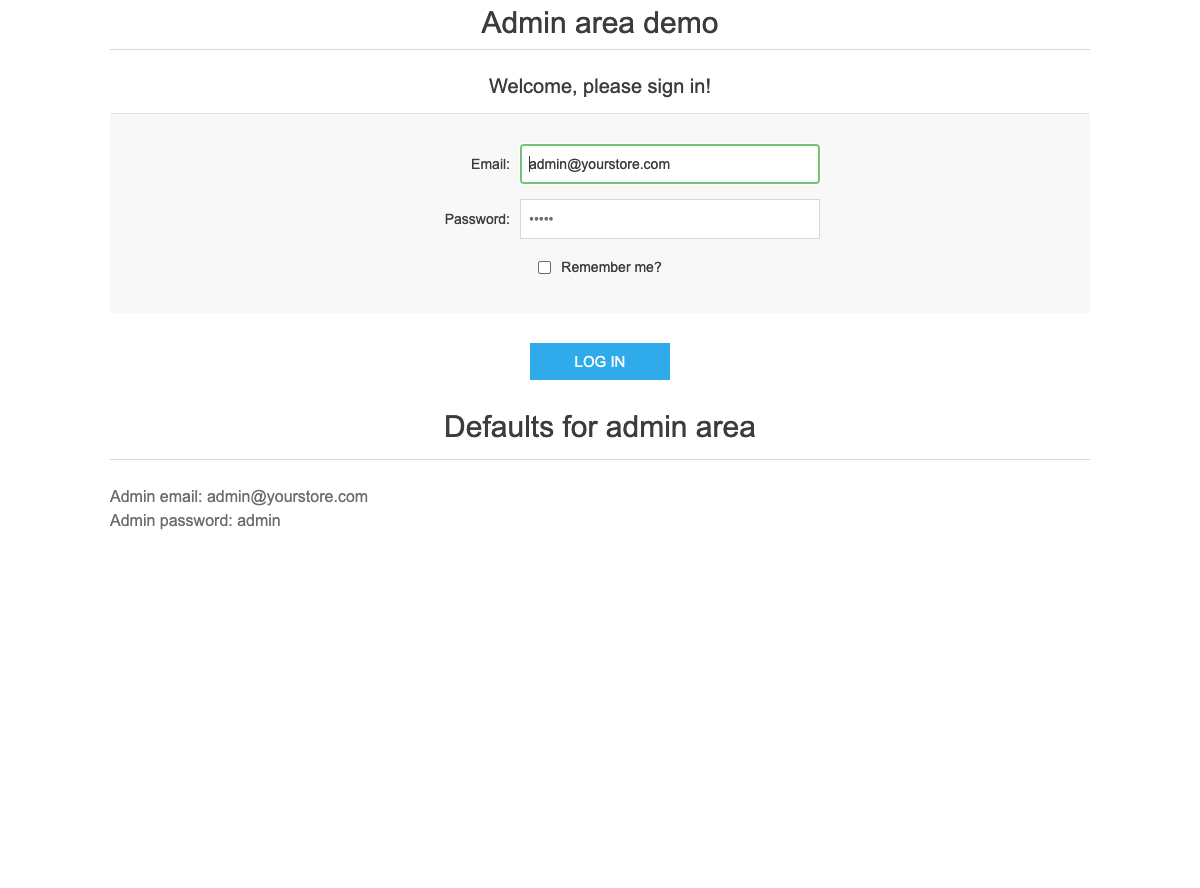 Admin area demo
Welcome, please sign in!
Email: admin@yourstore.com
Password: •••••
Remember me?
LOG IN
Defaults for admin area
Admin email: admin@yourstore.com
Admin password: admin